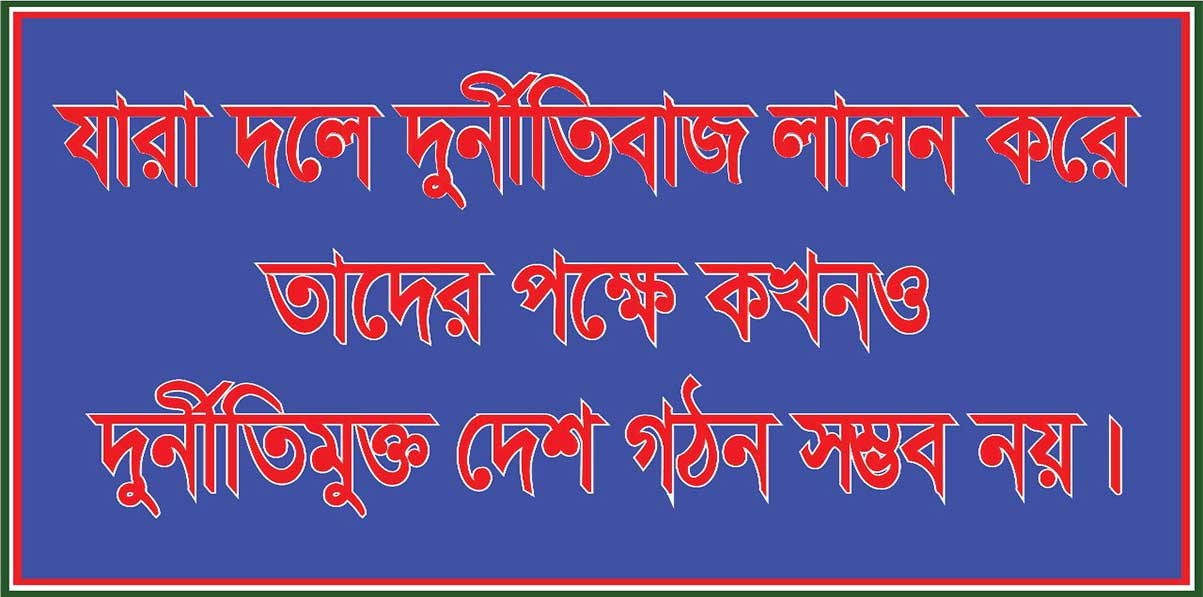 যারা দলে দুর্নীতিবাজ লালন করে
তাদের পক্ষে কখনও
দুর্নীতিমুক্ত দেশ গঠন সম্ভব নয়।